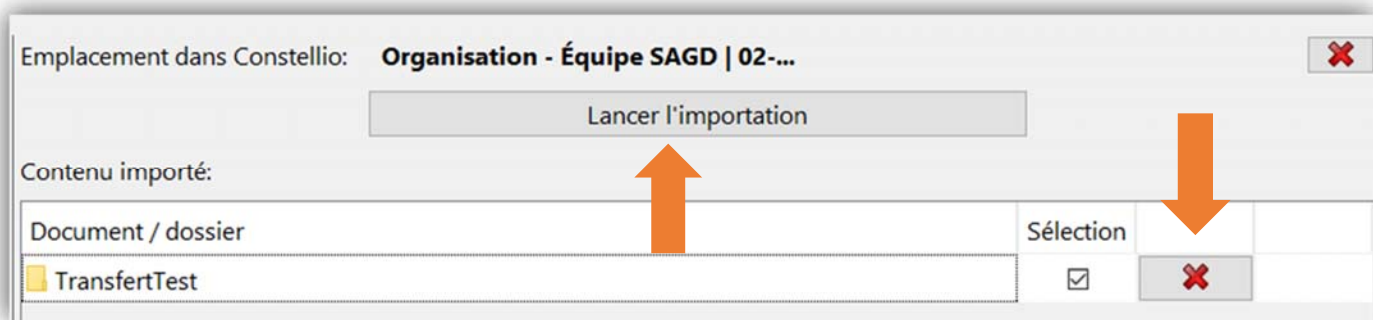 Emplacement dans Constellio: Organisation - Équipe SAGD | 02-...
Lancer l'importation
Contenu importé:
Document / dossier Sélection
TransfertTest